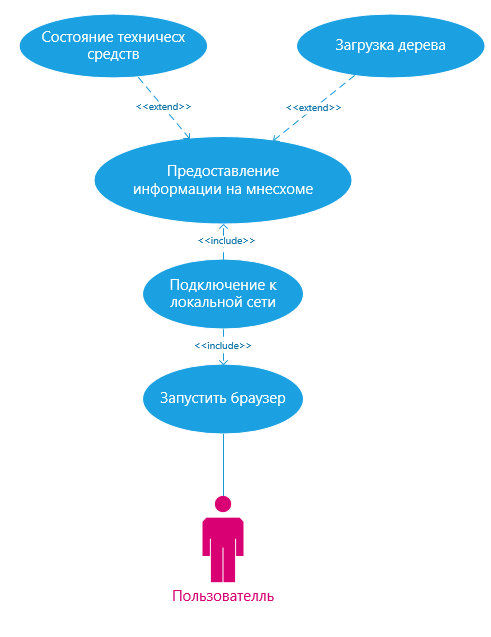 Состояние техничесх
средств
Загрузка дерева
<<extend>>
<<extend>>
Предоставление
информации на мнесхоме
<<include>>
Подключение к
локальной сети
<<include>>
Запустить браузер
Пользователль